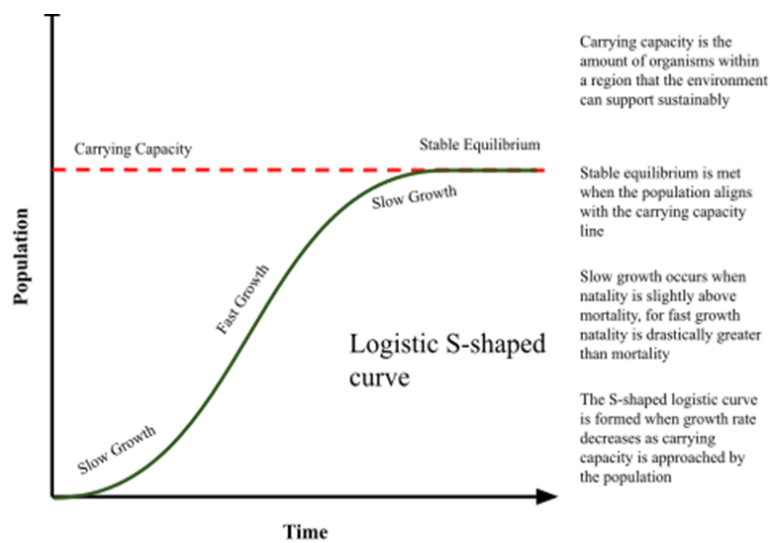 Carrying capacity is the
amount of organisms within
a region that the environment
can support sustainably
Carrying Capacity
Stable Equilibrium
Slow Growth
Stable equilibrium is met
when the population aligns
with the carrying capacity
line
Population
Fast Growth
Slow growth occurs when
natality is slightly above
mortality, for fast growth
natality is drastically greater
than mortality
Logistic S-shaped
curve
Slow Growth
The S-shaped logistic curve
is formed when growth rate
decreases as carrying
capacity is approached by
the population
Time